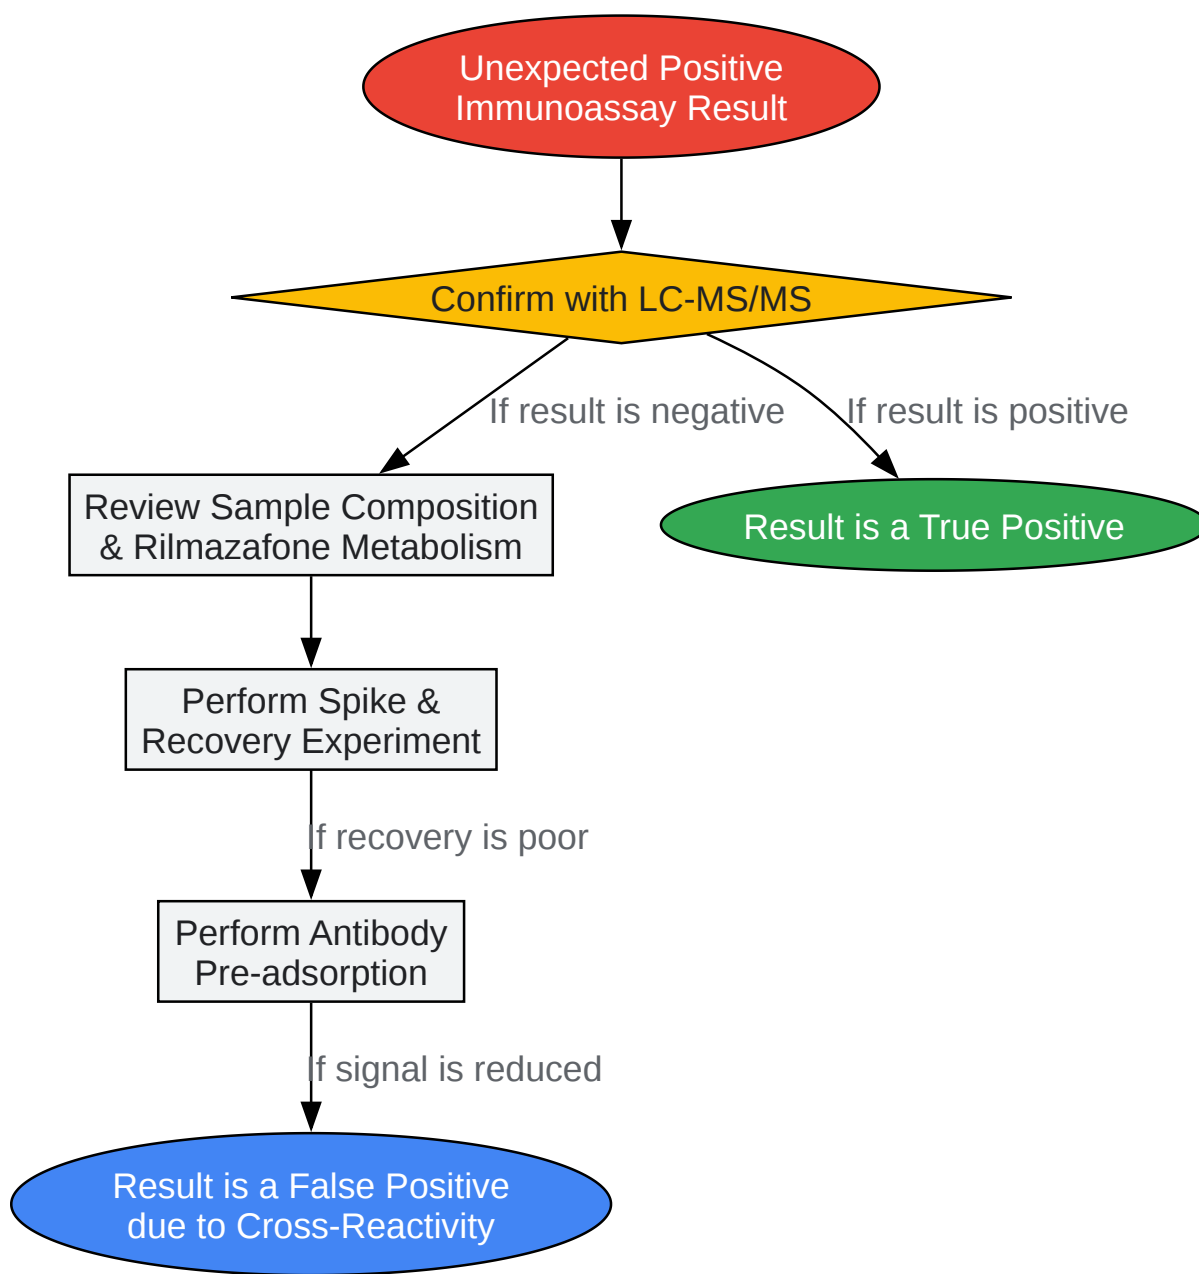 Unexpected Positive
Immunoassay Result
Confirm with LC-MS/MS
If result is negative
If result is positive
Review Sample Composition
& Rilmazafone Metabolism
Result is a True Positive
Perform Spike &
Recovery Experiment
If recovery is poor
Perform Antibody
Pre-adsorption
If signal is reduced
Result is a False Positive
due to Cross-Reactivity